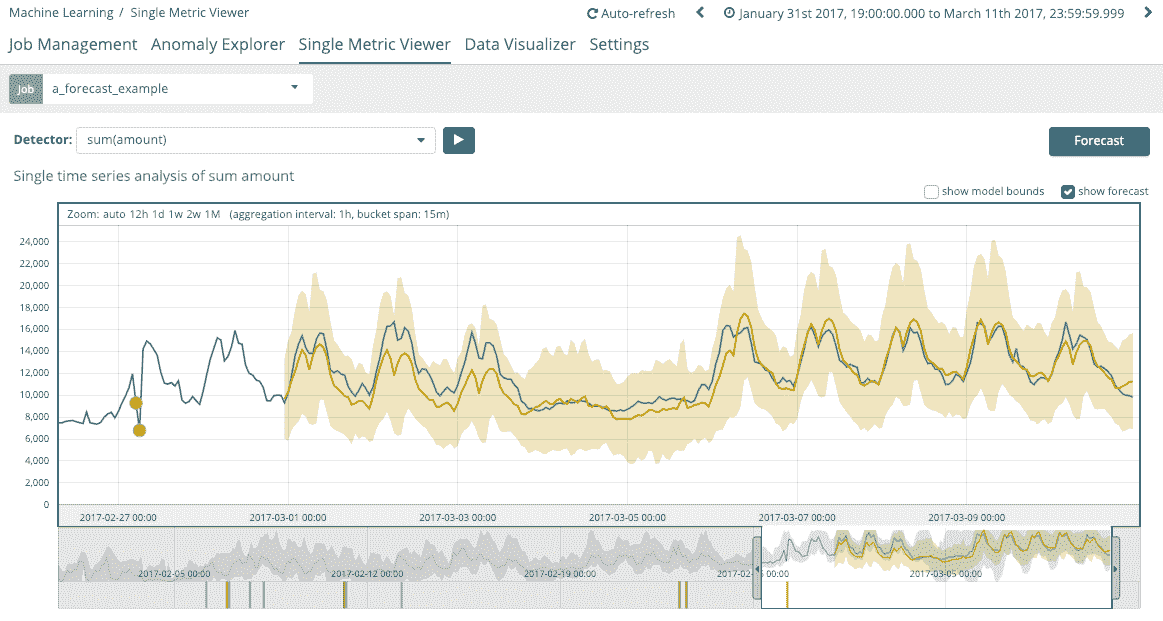 Machine Learning / Single Metric Viewer Auto-refresh January 31st 2017, 19:00:00.000 to March 11th 2017, 23:59:59.999
Job Management Anomaly Explorer Single Metric Viewer Data Visualizer Settings
Job a_forecast_example
Detector: sum(amount) Forecast
Single time series analysis of sum amount
show model bounds show forecast
Zoom: auto 12h 1d 1w 2w 1M (aggregation interval: 1h, bucket span: 15m)
24,000
22,000
20,000
18,000
16,000
14,000
12,000
10,000
8,000
6,000
4,000
2,000
0
2017-02-27 00:00 2017-03-01 00:00 2017-03-03 00:00 2017-03-05 00:00 2017-03-07 00:00 2017-03-09 00:00
2017-02-05 00:00 2017-02-12 00:00 2017-02-19 00:00 2017-03-05 00:00